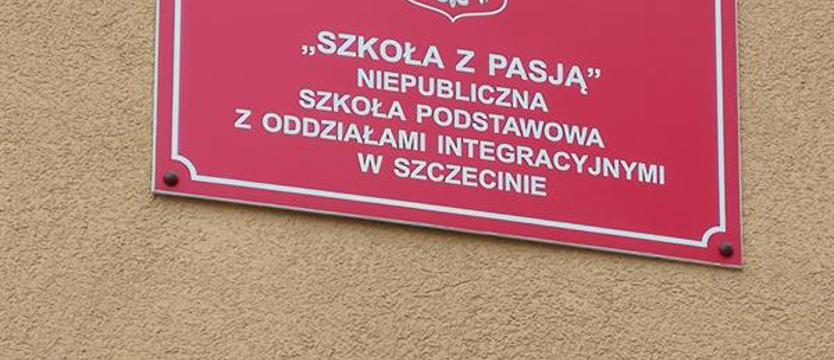 „SZKOŁA Z PASJĄ”
NIEPUBLICZNA
SZKOŁA PODSTAWOWA
Z ODDZIAŁAMI INTEGRACYJNYMI
W SZCZECINIE